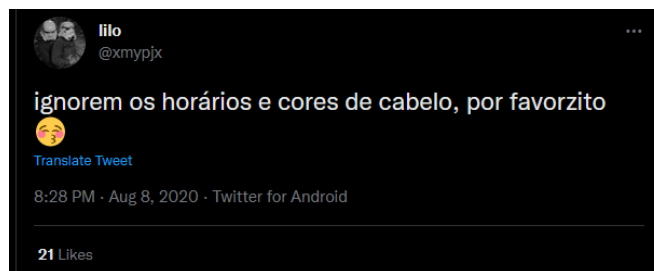 lilo
@xmypjx
ignorem os horários e cores de cabelo, por favorzito
😚
Translate Tweet
8:28 PM · Aug 8, 2020 · Twitter for Android
21 Likes